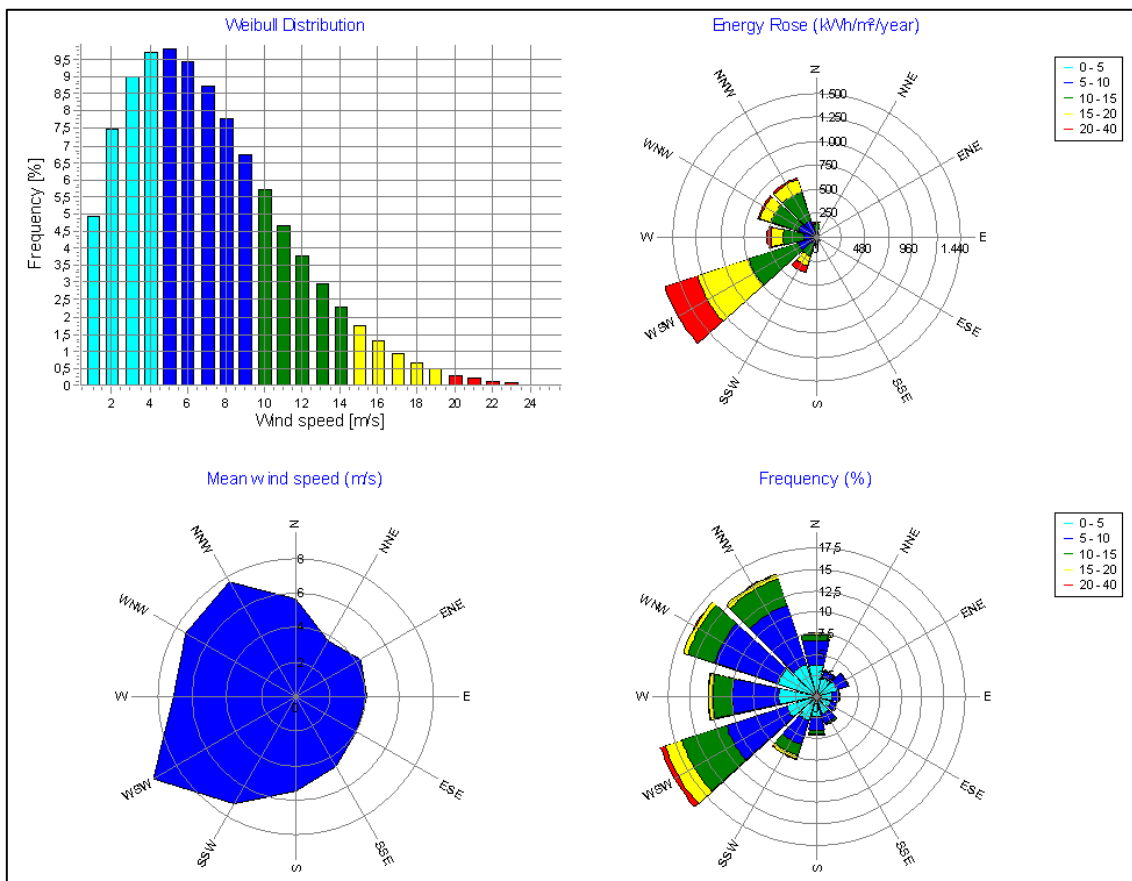 Weibull Distribution
Frequency [%]
9,5
9
8,5
8
7,5
7
6,5
6
5,5
5
4,5
4
3,5
3
2,5
2
1,5
1
0,5
0
2 4 6 8 10 12 14 16 18 20 22 24
Wind speed [m/s]
Energy Rose (kWh/m²/year)
0 - 5
5 - 10
10 - 15
15 - 20
20 - 40
N
NNE
ENE
E
ESE
SSE
S
SSW
WSW
W
WNW
NNW
1.500
1.250
1.000
750
500
250
480 960 1.440
Mean wind speed (m/s)
N
NNE
ENE
E
ESE
SSE
S
SSW
WSW
W
WNW
NNW
8
6
4
2
0
Frequency (%)
0 - 5
5 - 10
10 - 15
15 - 20
20 - 40
N
NNE
ENE
E
ESE
SSE
S
SSW
WSW
W
WNW
NNW
17,5
15
12,5
10
7,5